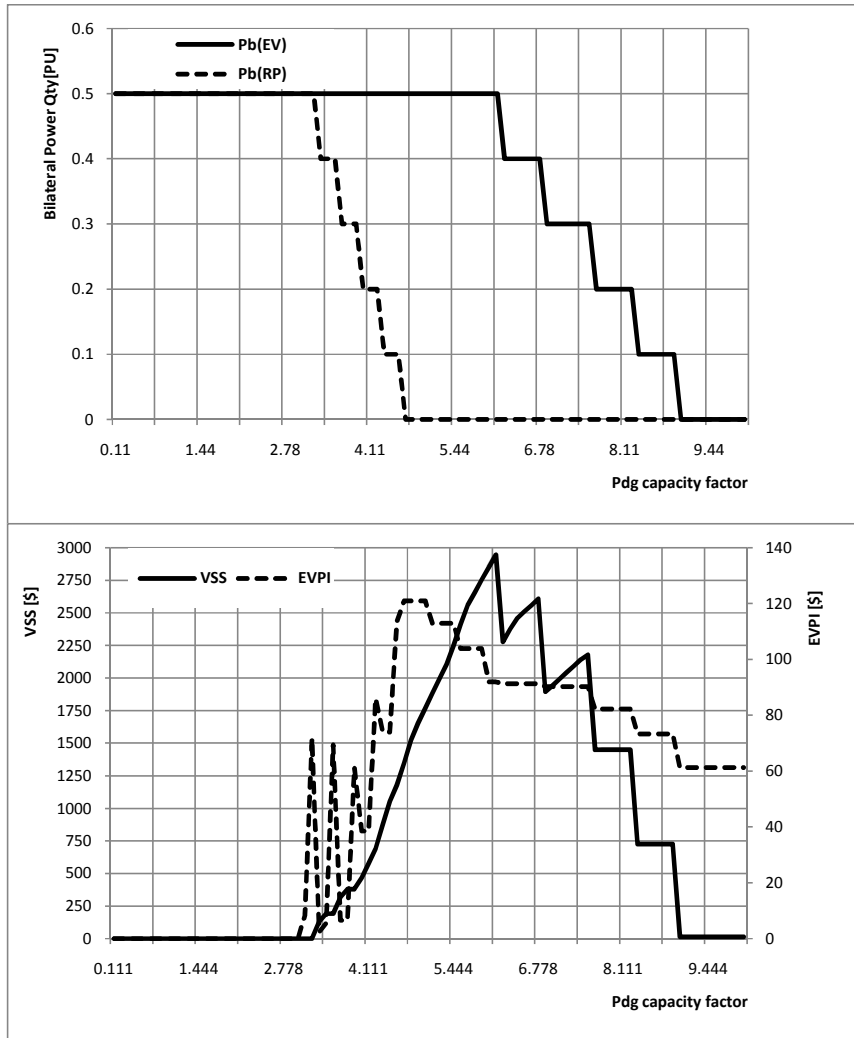 0.6
Pb(EV)
Pb(RP)
0.5
0.4
0.3
0.2
0.1
0
Bilateral Power Qty[PU]
0.11 1.44 2.78 4.11 5.44 6.78 8.11 9.44
Pdg capacity factor
3000 140
VSS EVPI
2750
2500 120
2250
2000 100
1750
80
1500
1250 60
1000
750 40
500
20
250
0 0
VSS [$]
EVPI [$]
0.111 1.444 2.778 4.111 5.444 6.778 8.111 9.444
Pdg capacity factor